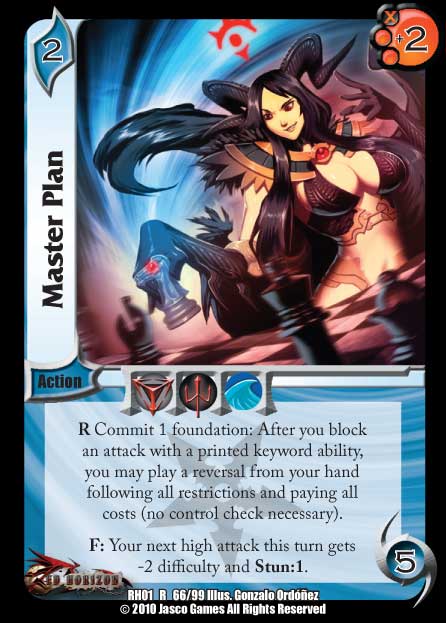 2
X
+2
Master Plan
Action
R Commit 1 foundation: After you block
an attack with a printed keyword ability,
you may play a reversal from your hand
following all restrictions and paying all
costs (no control check necessary).
F: Your next high attack this turn gets
-2 difficulty and Stun:1.
5
RED HORIZON
RH01 R 66/99 Illus. Gonzalo Ordóñez
© 2010 Jasco Games All Rights Reserved